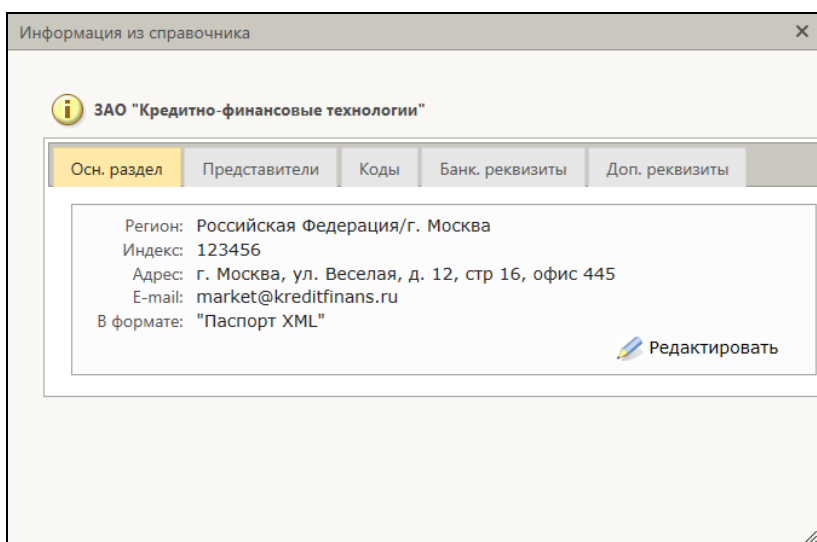 Информация из справочника
ЗАО "Кредитно-финансовые технологии"
Осн. раздел Представители Коды Банк. реквизиты Доп. реквизиты
Регион: Российская Федерация/г. Москва
Индекс: 123456
Адрес: г. Москва, ул. Веселая, д. 12, стр 16, офис 445
E-mail: market@kreditfinans.ru
В формате: "Паспорт XML"
Редактировать